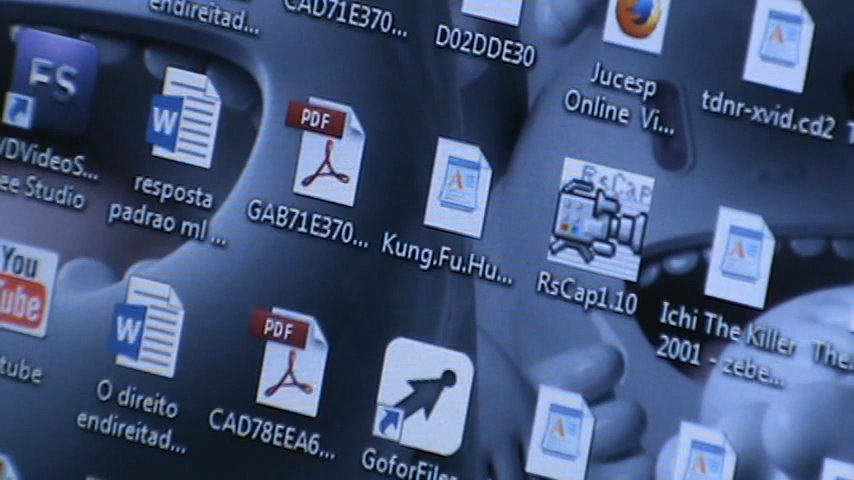 endireitad...
CAD71E370...
D02DDE30
Jucesp
Online Vi...
tdnr-xvid.cd2
FS
ee Studio
W
resposta
padrao ml ...
PDF
GAB71E370...
A
Kung.Fu.Hu...
RsCap
RsCap1.10
A
Ichi The Killer
2001 - zebe...
The.
You
Tube
tube
W
O direito
endireitad...
PDF
CAD78EEA6...
GoforFiles
A
A